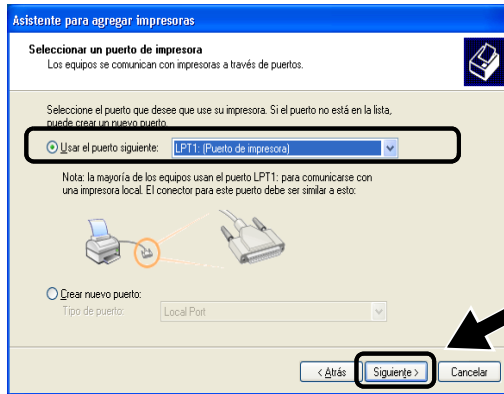 Asistente para agregar impresoras
Seleccionar un puerto de impresora
Los equipos se comunican con impresoras a través de puertos.
Seleccione el puerto que desee que use su impresora. Si el puerto no está en la lista,
puede crear un nuevo puerto.
Usar el puerto siguiente: LPT1: (Puerto de impresora)
Nota: la mayoría de los equipos usan el puerto LPT1: para comunicarse con
una impresora local. El conector para este puerto debe ser similar a esto:
Crear nuevo puerto:
Tipo de puerto: Local Port
< Atrás Siguiente > Cancelar